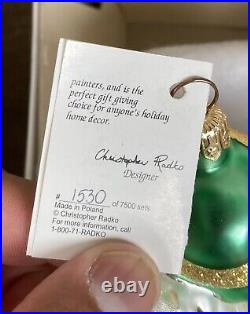 painters, and is the
perfect gift giving
choice for anyone's holiday
home decor.
Christopher Radko
Designer
# 1530 of 7500 sets
Made in Poland
© Christopher Radko
For more information, call
1-800-71-RADKO